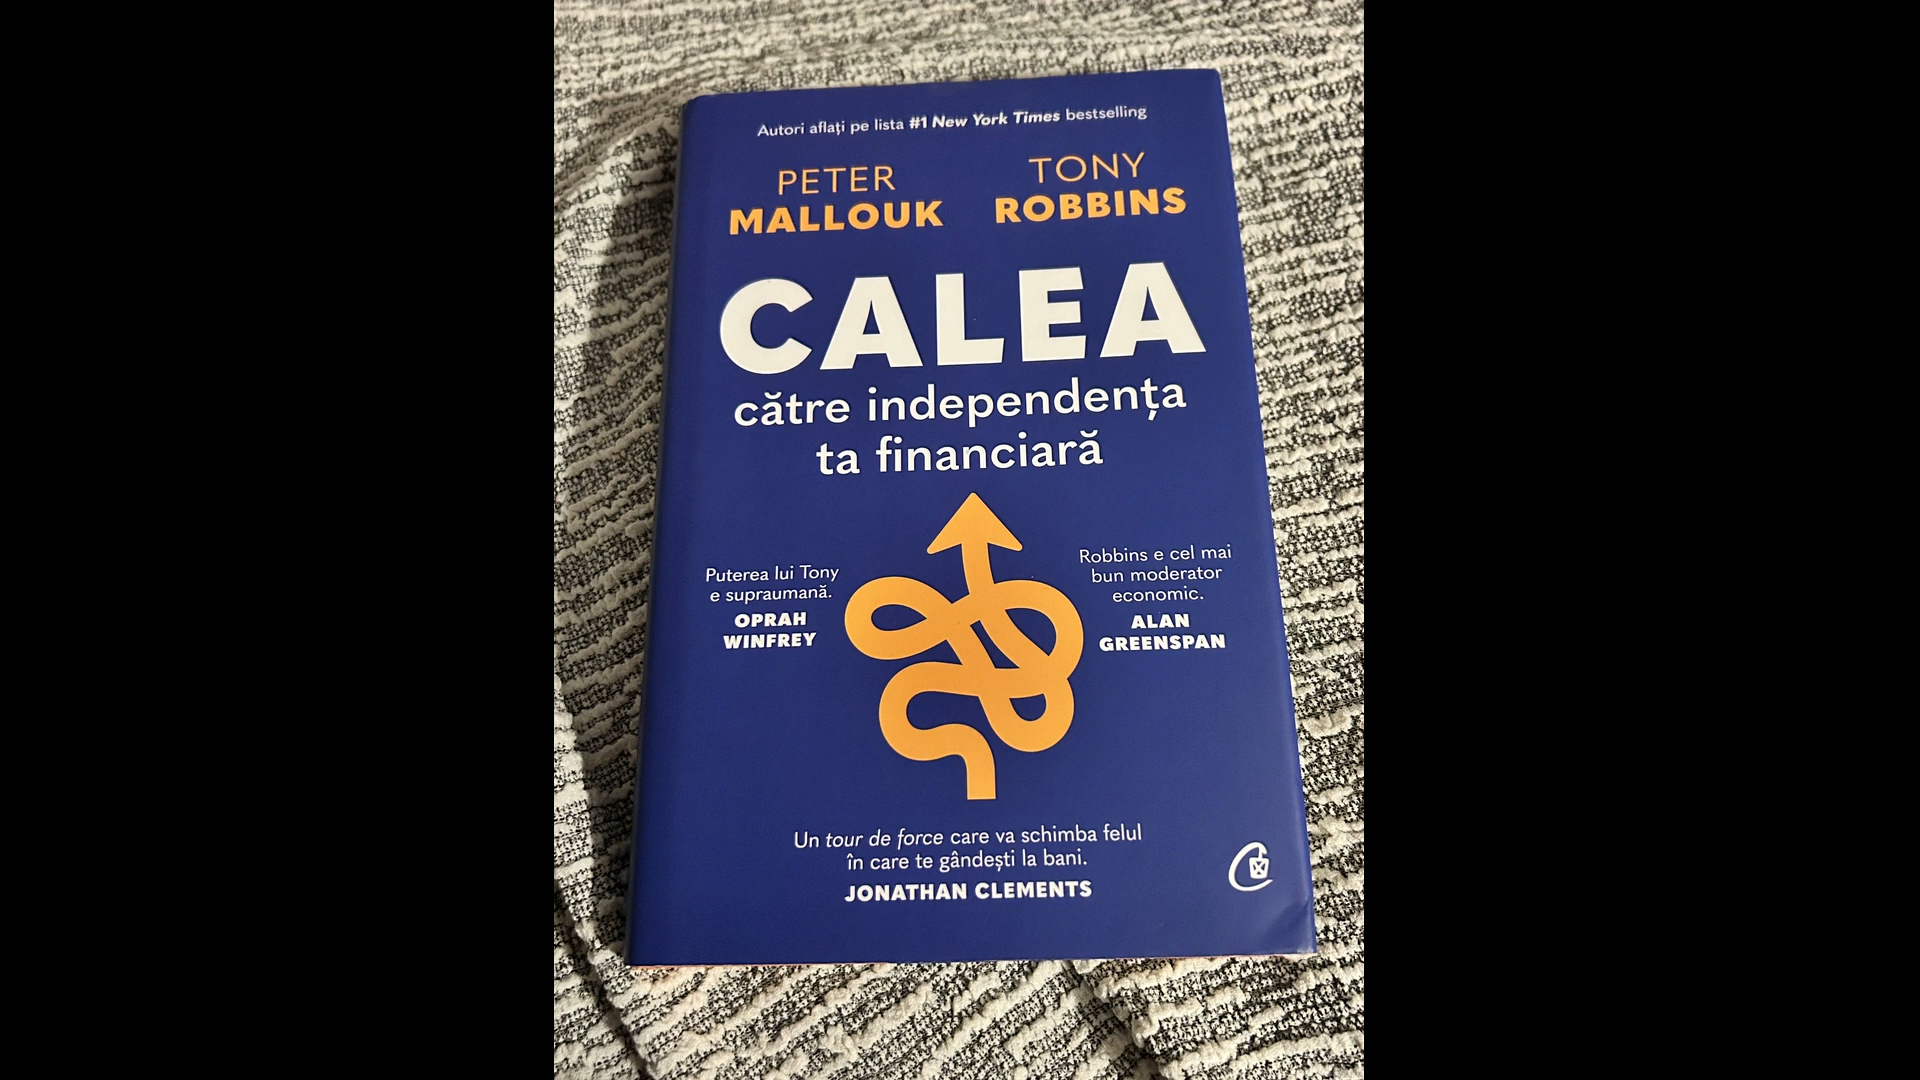 Autori aflați pe lista #1 New York Times bestselling
PETER
MALLOUK
TONY
ROBBINS
CALEA
către independența
ta financiară
Puterea lui Tony
e supraumană.
OPRAH
WINFREY
Robbins e cel mai
bun moderator
economic.
ALAN
GREENSPAN
Un tour de force care va schimba felul
în care te gândești la bani.
JONATHAN CLEMENTS